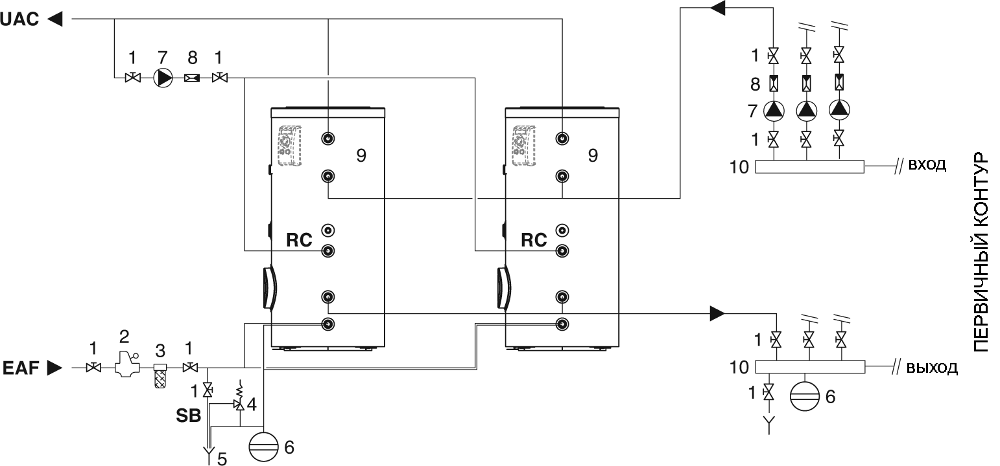 UAC
1 7 8 1
1
8
7
1
10 ВХОД
9 9
RC RC
ПЕРВИЧНЫЙ КОНТУР
EAF
1 2 3 1
1 4
SB
5 6
1
10 ВЫХОД
1 6